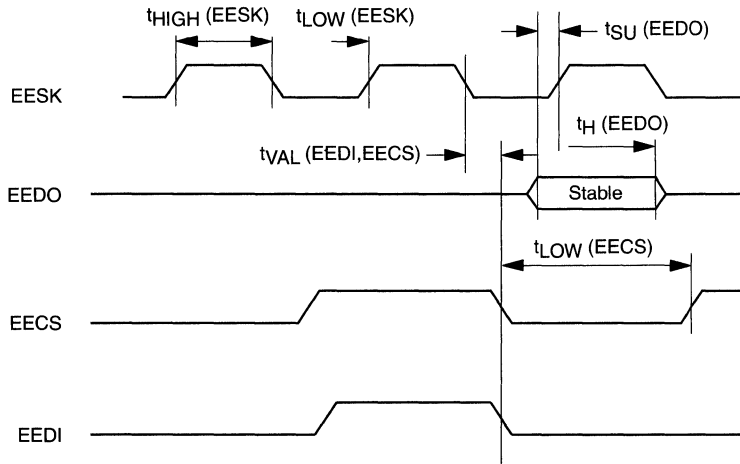 tHIGH (EESK)
tLOW (EESK)
tSU (EEDO)
EESK
tH (EEDO)
tVAL (EEDI,EECS)
EEDO
Stable
tLOW (EECS)
EECS
EEDI